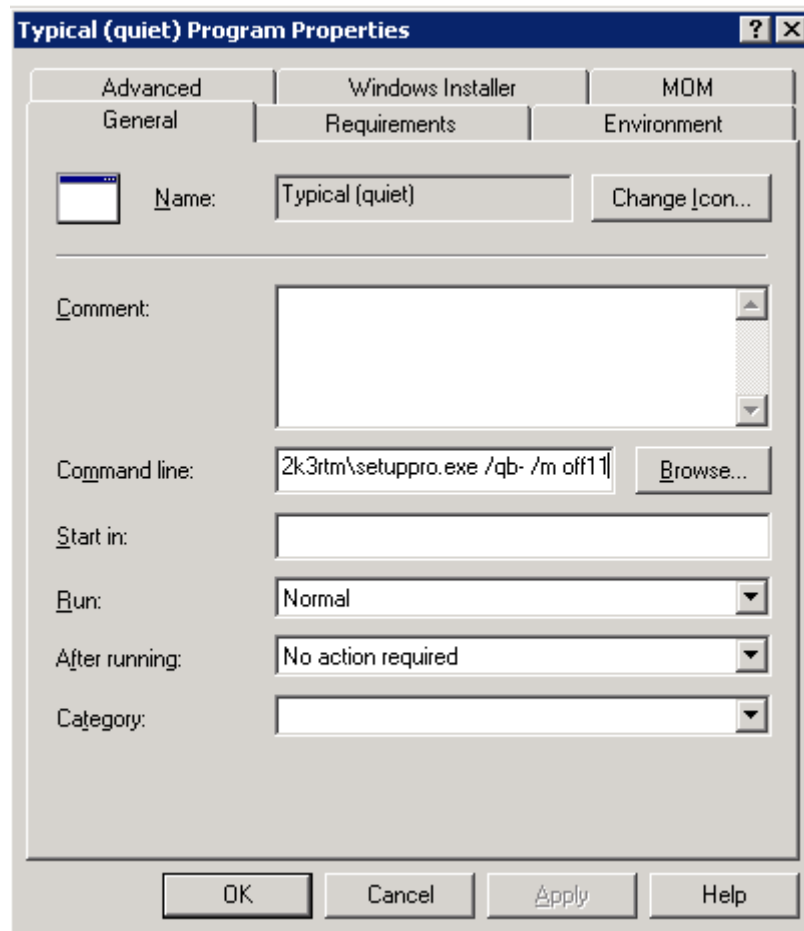 Typical (quiet) Program Properties
Advanced Windows Installer MOM
General Requirements Environment
Name: Typical (quiet) Change Icon...
Comment:
Command line: 2k3rtm\setuppro.exe /qb- /m off11 Browse...
Start in:
Run: Normal
After running: No action required
Category:
OK Cancel Apply Help